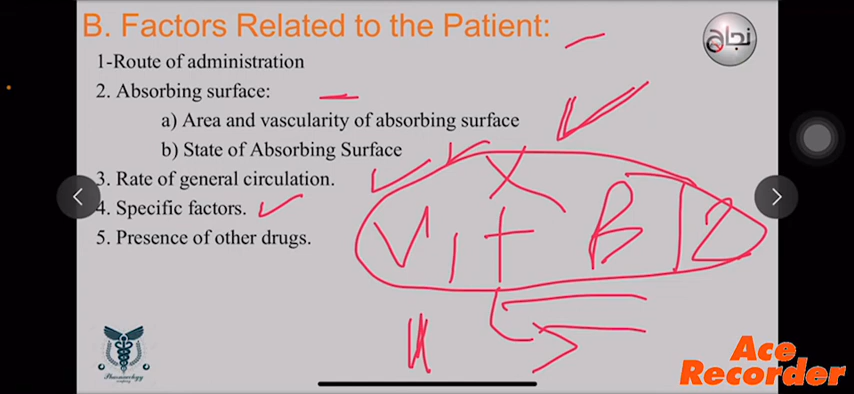 B. Factors Related to the Patient:
نجاح
1-Route of administration
2. Absorbing surface:
a) Area and vascularity of absorbing surface
b) State of Absorbing Surface
3. Rate of general circulation.
4. Specific factors.
5. Presence of other drugs.
Vit B12
Pharmacology
Ace
Recorder